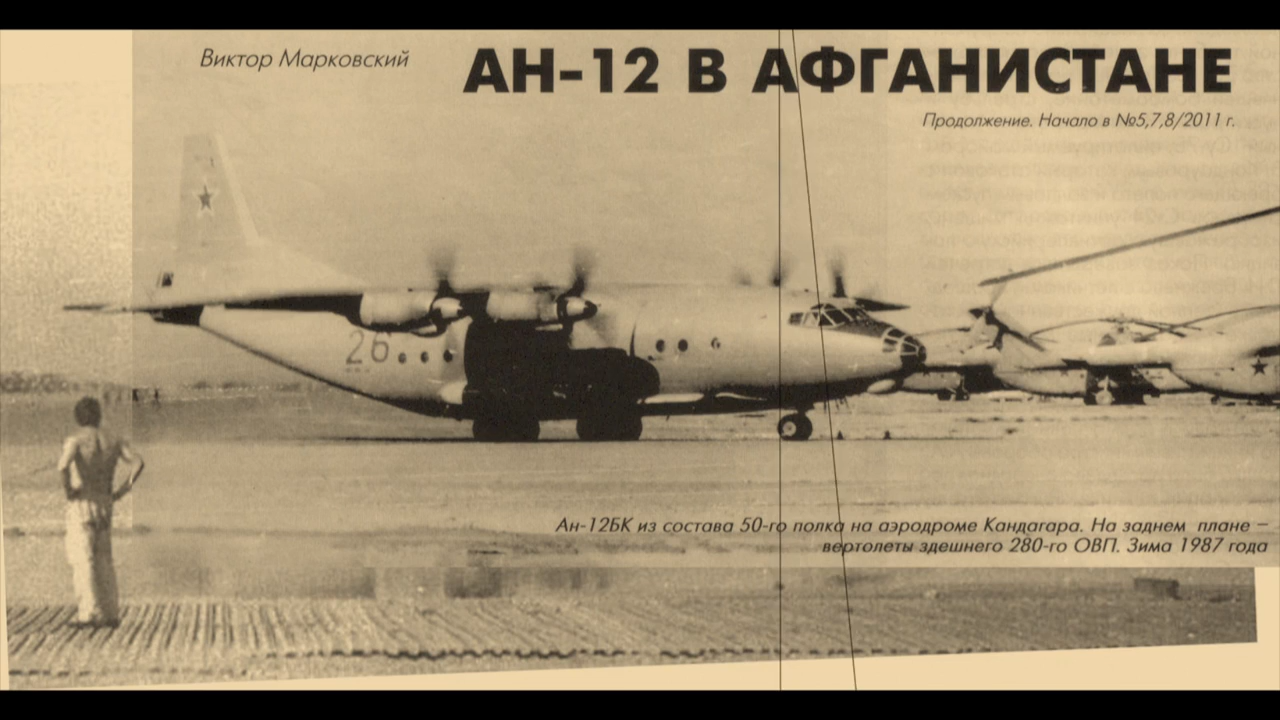 Виктор Марковский
АН-12 В АФГАНИСТАНЕ
Продолжение. Начало в №5,7,8/2011 г.
26
Ан-12БК из состава 50-го полка на аэродроме Кандагара. На заднем плане –
вертолеты здешнего 280-го ОВП. Зима 1987 года